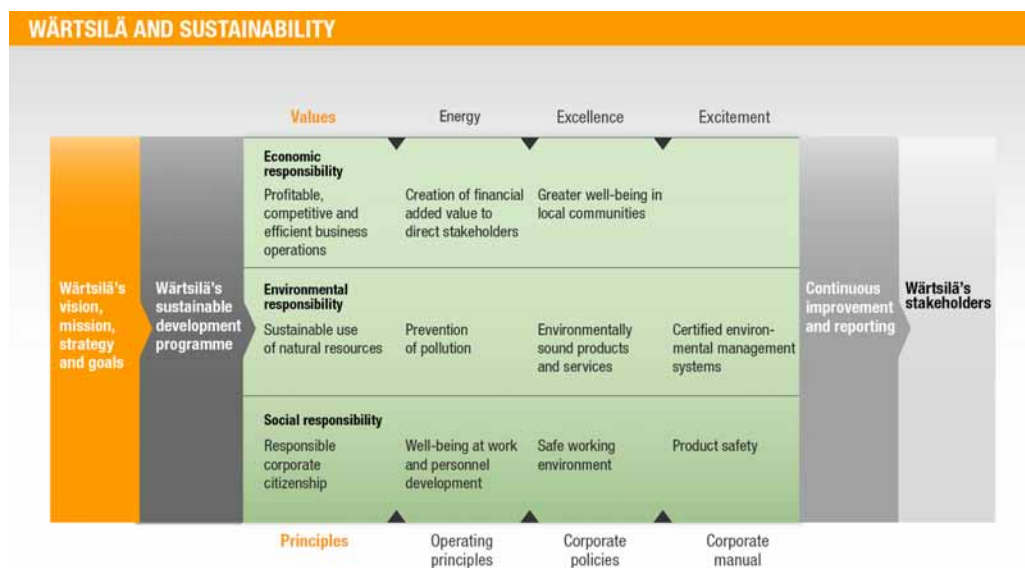 WÄRTSILÄ AND SUSTAINABILITY
Values
Energy
Excellence
Excitement
Wärtsilä's
vision,
mission,
strategy
and goals
Wärtsilä's
sustainable
development
programme
Economic
responsibility
Profitable,
competitive and
efficient business
operations
Creation of financial
added value to
direct stakeholders
Greater well-being in
local communities
Environmental
responsibility
Sustainable use
of natural resources
Prevention
of pollution
Environmentally
sound products
and services
Certified environ-
mental management
systems
Social responsibility
Responsible
corporate
citizenship
Well-being at work
and personnel
development
Safe working
environment
Product safety
Continuous
improvement
and reporting
Wärtsilä's
stakeholders
Principles
Operating
principles
Corporate
policies
Corporate
manual